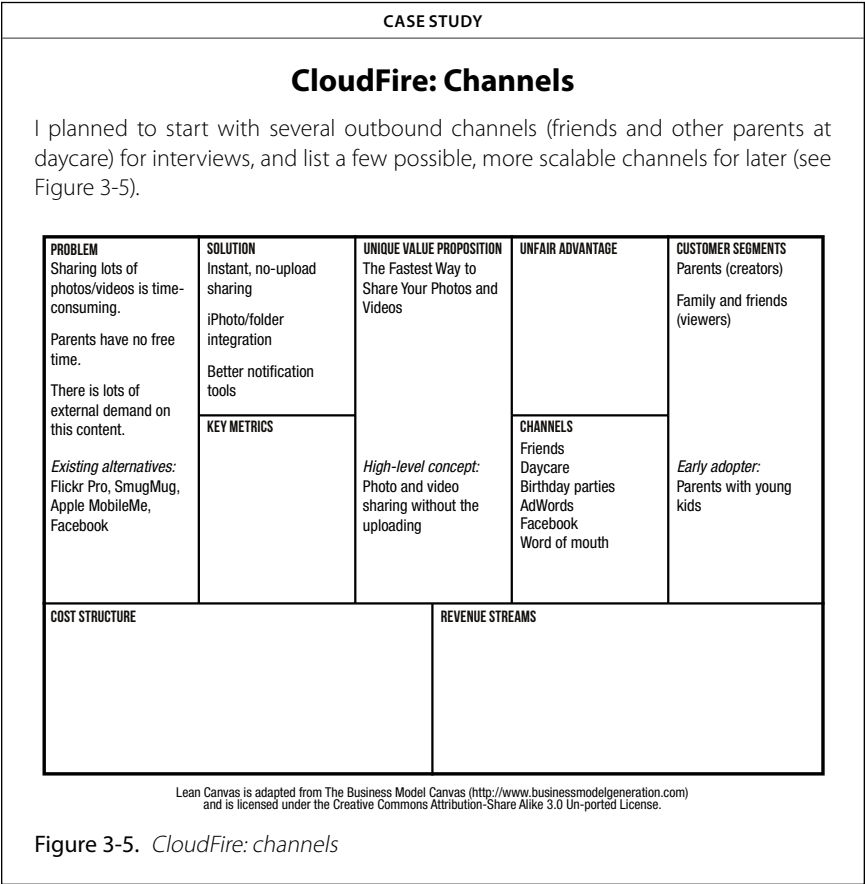 CASE STUDY
CloudFire: Channels
I planned to start with several outbound channels (friends and other parents at
daycare) for interviews, and list a few possible, more scalable channels for later (see
Figure 3-5).
PROBLEM
Sharing lots of
photos/videos is time-
consuming.
Parents have no free
time.
There is lots of
external demand on
this content.
Existing alternatives:
Flickr Pro, SmugMug,
Apple MobileMe,
Facebook
SOLUTION
Instant, no-upload
sharing
iPhoto/folder
integration
Better notification
tools
KEY METRICS
UNIQUE VALUE PROPOSITION
The Fastest Way to
Share Your Photos and
Videos
High-level concept:
Photo and video
sharing without the
uploading
UNFAIR ADVANTAGE
CHANNELS
Friends
Daycare
Birthday parties
AdWords
Facebook
Word of mouth
CUSTOMER SEGMENTS
Parents (creators)
Family and friends
(viewers)
Early adopter:
Parents with young
kids
COST STRUCTURE
REVENUE STREAMS
Lean Canvas is adapted from The Business Model Canvas (http://www.businessmodelgeneration.com)
and is licensed under the Creative Commons Attribution-Share Alike 3.0 Un-ported License.
Figure 3-5. CloudFire: channels